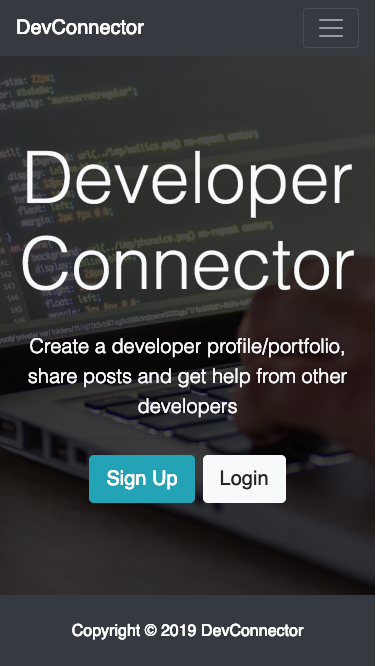 DevConnector
Developer
Connector
Create a developer profile/portfolio,
share posts and get help from other
developers
Sign Up
Login
Copyright © 2019 DevConnector